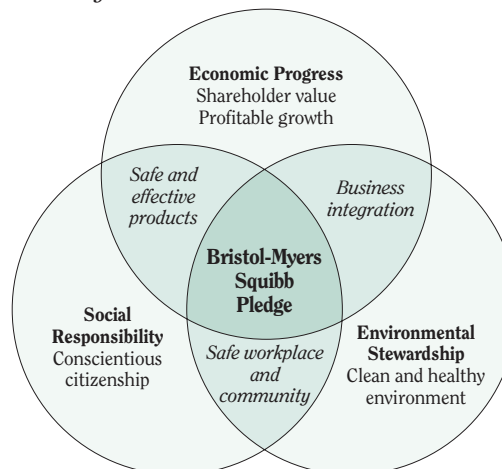 Economic Progress
Shareholder value
Profitable growth
Safe and
effective
products
Business
integration
Bristol-Myers
Squibb
Pledge
Social
Responsibility
Conscientious
citizenship
Environmental
Stewardship
Clean and healthy
environment
Safe workplace
and
community